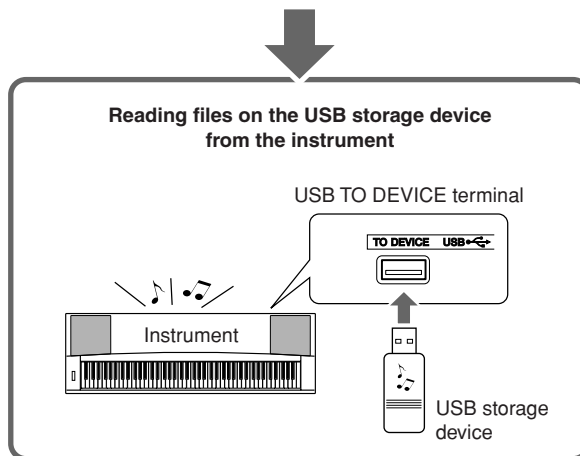 Reading files on the USB storage device
from the instrument
USB TO DEVICE terminal
TO DEVICE USB
Instrument
USB storage
device